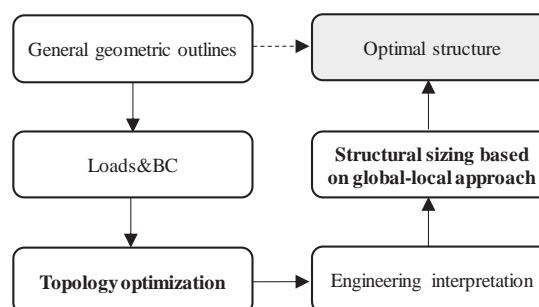 General geometric outlines
Optimal structure
Loads&BC
Structural sizing based
on global-local approach
Topology optimization
Engineering interpretation